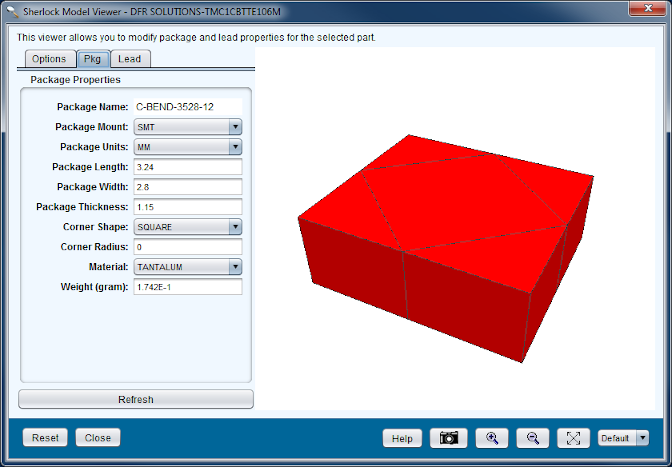 Sherlock Model Viewer - DFR SOLUTIONS-TMC1CBTTE106M
This viewer allows you to modify package and lead properties for the selected part.
Options Pkg Lead
Package Properties
Package Name: C-BEND-3528-12
Package Mount: SMT
Package Units: MM
Package Length: 3.24
Package Width: 2.8
Package Thickness: 1.15
Corner Shape: SQUARE
Corner Radius: 0
Material: TANTALUM
Weight (gram): 1.742E-1
Refresh
Reset Close Help Default